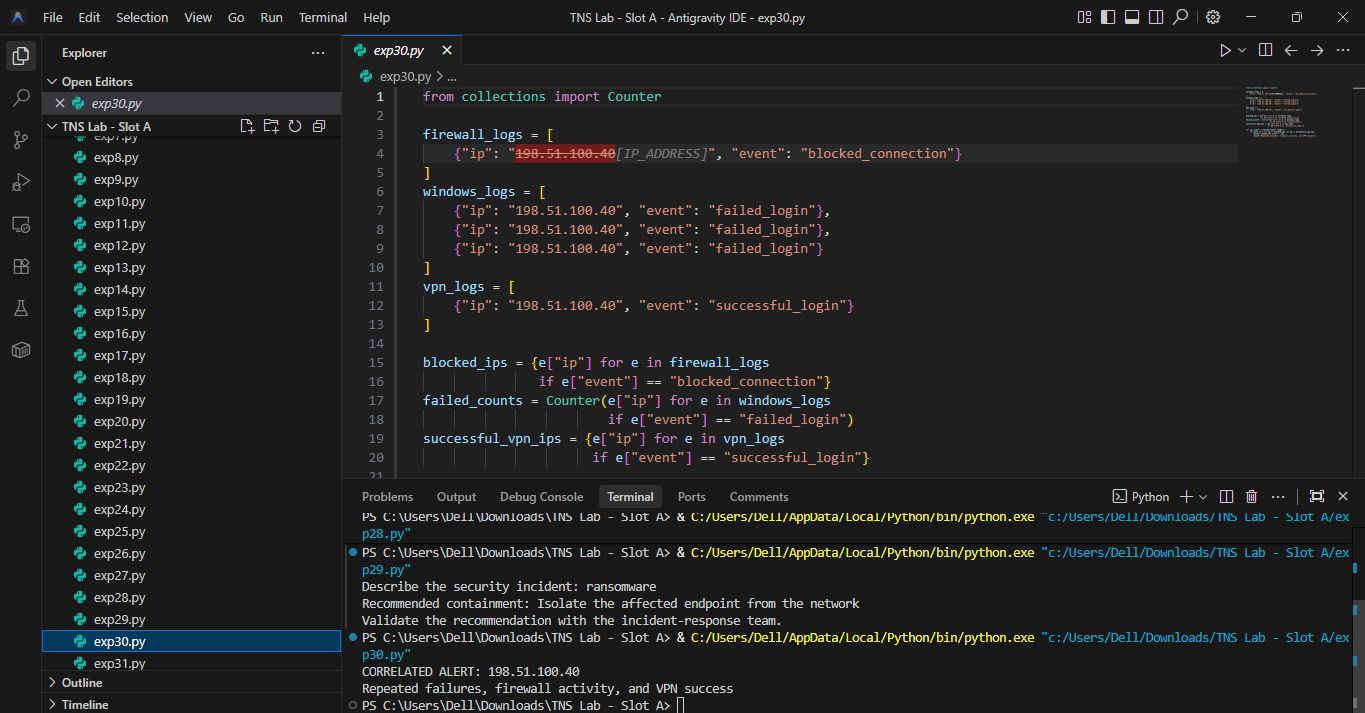 File Edit Selection View Go Run Terminal Help
TNS Lab - Slot A - Antigravity IDE - exp30.py
Explorer
Open Editors
exp30.py
TNS Lab - Slot A
exp7.py
exp8.py
exp9.py
exp10.py
exp11.py
exp12.py
exp13.py
exp14.py
exp15.py
exp16.py
exp17.py
exp18.py
exp19.py
exp20.py
exp21.py
exp22.py
exp23.py
exp24.py
exp25.py
exp26.py
exp27.py
exp28.py
exp29.py
exp30.py
exp31.py
Outline
Timeline
exp30.py
exp30.py > ...
1 from collections import Counter
2
3 firewall_logs = [
4 {"ip": "198.51.100.40[IP_ADDRESS]", "event": "blocked_connection"}
5 ]
6 windows_logs = [
7 {"ip": "198.51.100.40", "event": "failed_login"},
8 {"ip": "198.51.100.40", "event": "failed_login"},
9 {"ip": "198.51.100.40", "event": "failed_login"}
10 ]
11 vpn_logs = [
12 {"ip": "198.51.100.40", "event": "successful_login"}
13 ]
14
15 blocked_ips = {e["ip"] for e in firewall_logs
16 if e["event"] == "blocked_connection"}
17 failed_counts = Counter(e["ip"] for e in windows_logs
18 if e["event"] == "failed_login")
19 successful_vpn_ips = {e["ip"] for e in vpn_logs
20 if e["event"] == "successful_login"}
21
Problems Output Debug Console Terminal Ports Comments
Python
PS C:\Users\Dell\Downloads\TNS Lab - Slot A> & C:/Users/Dell/AppData/Local/Python/bin/python.exe "c:/Users/Dell/Downloads/TNS Lab - Slot A/ex
p28.py"
PS C:\Users\Dell\Downloads\TNS Lab - Slot A> & C:/Users/Dell/AppData/Local/Python/bin/python.exe "c:/Users/Dell/Downloads/TNS Lab - Slot A/ex
p29.py"
Describe the security incident: ransomware
Recommended containment: Isolate the affected endpoint from the network
Validate the recommendation with the incident-response team.
PS C:\Users\Dell\Downloads\TNS Lab - Slot A> & C:/Users/Dell/AppData/Local/Python/bin/python.exe "c:/Users/Dell/Downloads/TNS Lab - Slot A/ex
p30.py"
CORRELATED ALERT: 198.51.100.40
Repeated failures, firewall activity, and VPN success
PS C:\Users\Dell\Downloads\TNS Lab - Slot A>